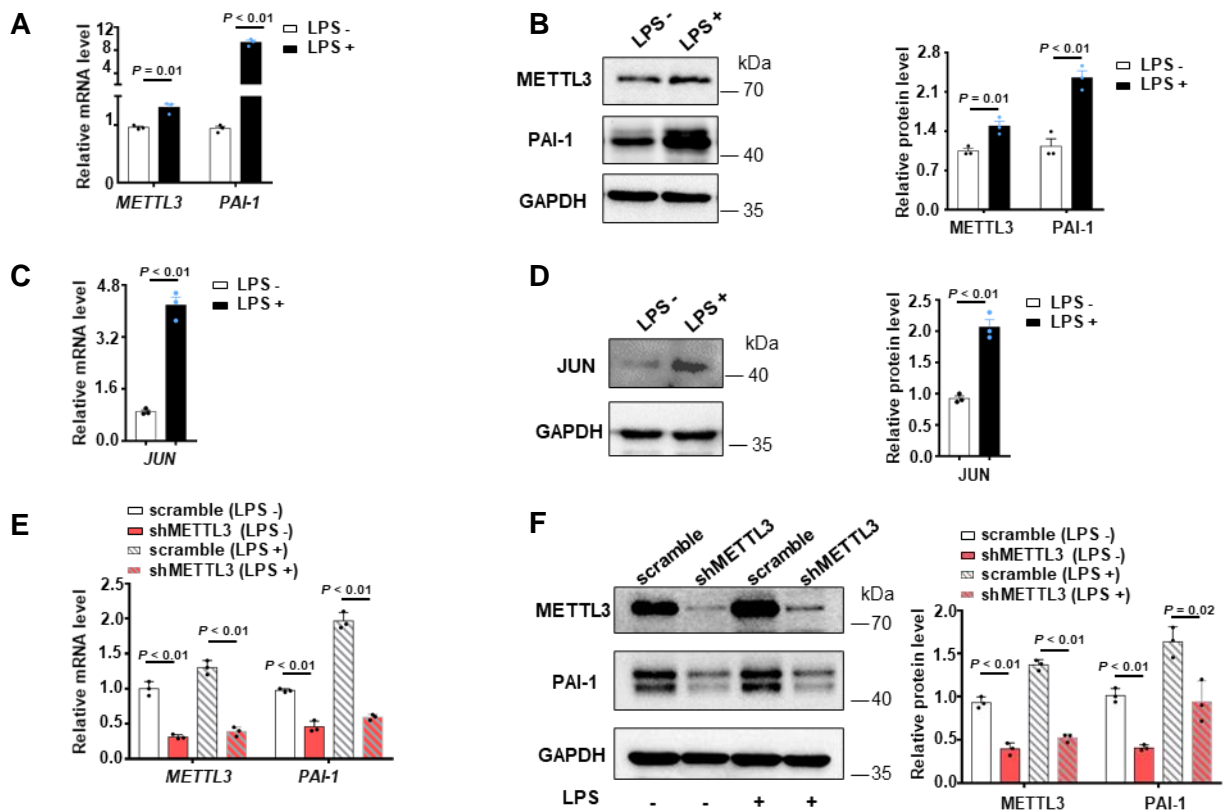 A
Relative mRNA level
12
8
4
1
0
P = 0.01
P < 0.01
METTL3 PAI-1
LPS -
LPS +
B
LPS - LPS +
kDa
METTL3
— 70
PAI-1
— 40
GAPDH
— 35
Relative protein level
2.8
2.1
1.4
0.7
0.0
P = 0.01
P < 0.01
METTL3 PAI-1
LPS -
LPS +
C
Relative mRNA level
4.8
3.2
1.6
0.0
P < 0.01
JUN
LPS -
LPS +
D
LPS - LPS +
kDa
JUN
— 40
GAPDH
— 35
Relative protein level
2.5
2.0
1.5
1.0
0.5
0.0
P < 0.01
JUN
LPS -
LPS +
E
scramble (LPS -)
shMETTL3 (LPS -)
scramble (LPS +)
shMETTL3 (LPS +)
Relative mRNA level
2.5
2.0
1.5
1.0
0.5
0.0
P < 0.01
P < 0.01
P < 0.01
P < 0.01
METTL3 PAI-1
F
scramble shMETTL3 scramble shMETTL3
kDa
METTL3
—70
PAI-1
—40
GAPDH
—35
LPS - - + +
scramble (LPS -)
shMETTL3 (LPS -)
scramble (LPS +)
shMETTL3 (LPS +)
Relative protein level
2.0
1.5
1.0
0.5
0.0
P < 0.01
P < 0.01
P < 0.01
P = 0.02
METTL3 PAI-1